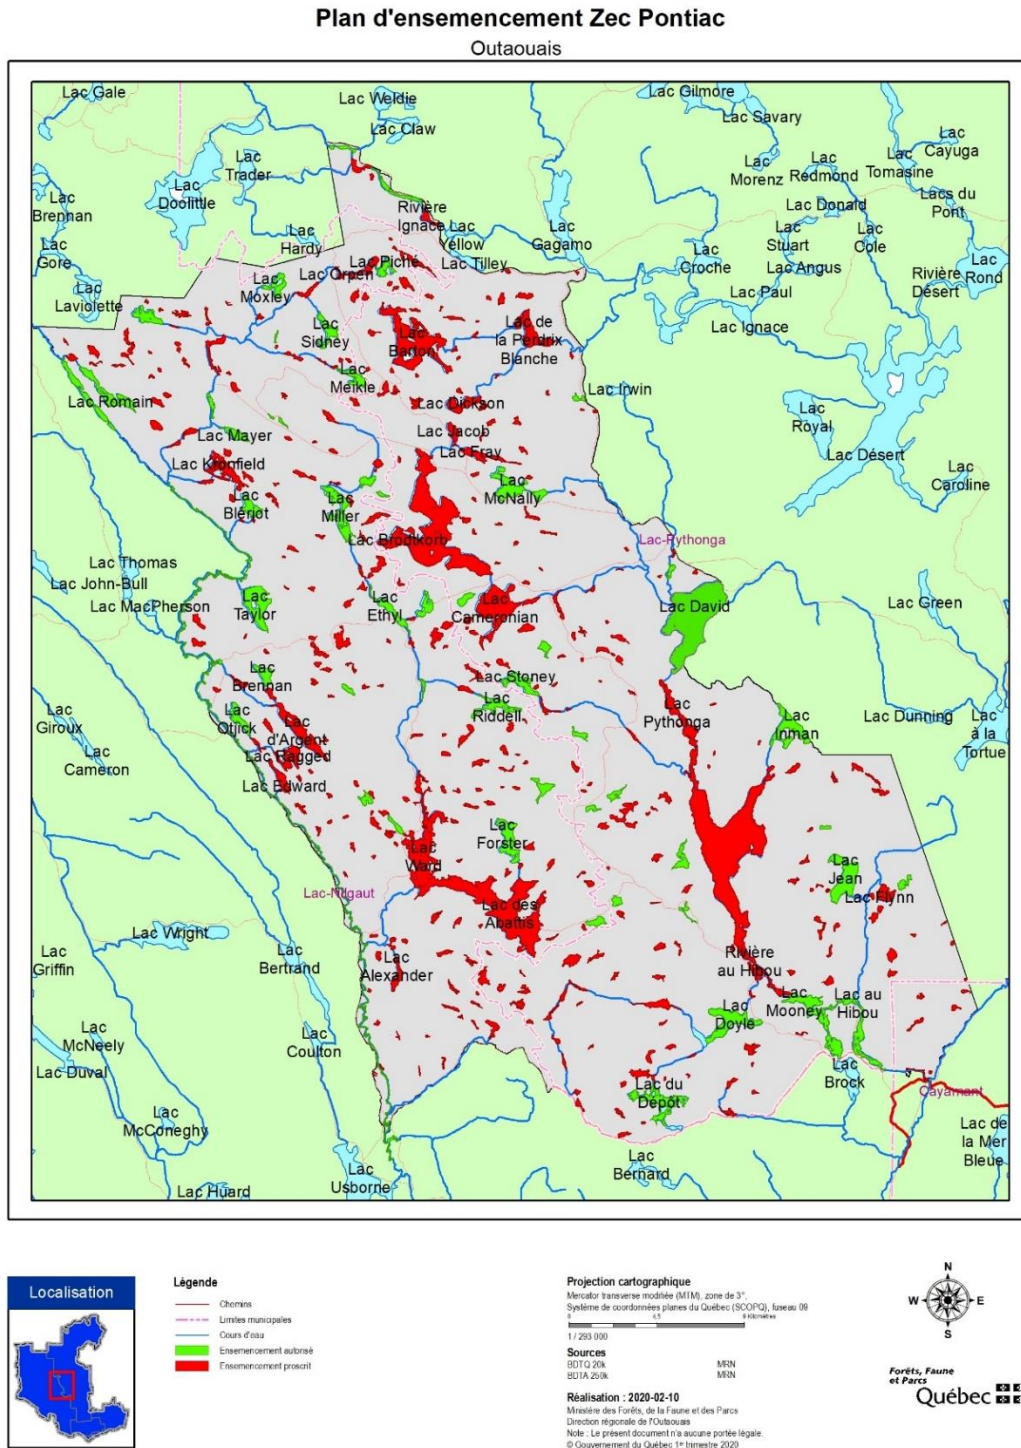 Plan d'ensemencement Zec Pontiac
Outaouais
Lac Gale
Lac Weldie
Lac Gilmore
Lac Claw
Lac Savary
Lac
Trader
Lac
Doolittle
Lac
Brennan
Lac
Gore
Lac
Laviolette
Lac
Hardy
Rivière
Ignace
Lac
Yellow
Lac Tilley
Lac
Gagamo
Lac
Morenz
Lac
Redmond
Lac
Tomasine
Lac
Cayuga
Lac Donald
Lacs du
Pont
Lac
Stuart
Lac
Cole
Lac
Croche
Lac Angus
Lac Paul
Lac Ignace
Rivière
Désert
Lac
Rond
Lac Piché
Lac Orpen
Lac
Moxley
Lac
Sidney
Lac
Barton
Lac de
la Perdrix
Blanche
Lac
Meikle
Lac Romain
Lac Dickson
Lac Irwin
Lac
Royal
Lac Mayer
Lac Jacob
Lac Fray
Lac Désert
Lac Kronfield
Lac
Caroline
Lac
Blériot
Lac
Miller
Lac
McNally
Lac Brodtkorb
Lac-Pythonga
Lac Thomas
Lac John-Bull
Lac MacPherson
Lac
Taylor
Lac
Ethyl
Lac
Cameronian
Lac David
Lac Green
Lac
Brennan
Lac Stoney
Lac
Riddell
Lac
Pythonga
Lac
Otjick
Lac
d'Argent
Lac Ragged
Lac Edward
Lac
Inman
Lac Dunning
Lac
à la
Tortue
Lac
Giroux
Lac
Cameron
Lac
Forster
Lac
Ward
Lac
Jean
Lac Flynn
Lac-Nilgaut
Lac des
Abattis
Lac Wright
Lac
Griffin
Lac
Bertrand
Lac
Alexander
Rivière
au Hibou
Lac
Mooney
Lac au
Hibou
Lac
Doyle
Lac
McNeely
Lac Duval
Lac
Coulton
Lac
Brock
Lac du
Dépôt
Cayamant
Lac
McConeghy
Lac de
la Mer
Bleue
Lac Huard
Lac
Usborne
Lac
Bernard
Localisation
Légende
Chemins
Limites municipales
Cours d'eau
Ensemencement autorisé
Ensemencement proscrit
Projection cartographique
Mercator transverse modifiée (MTM), zone de 3°,
Système de coordonnées planes du Québec (SCOPQ), fuseau 09
0 4,5 9 Kilomètres
1 / 293 000
Sources
BDTQ 20k MRN
BDTA 250k MRN
Réalisation : 2020-02-10
Ministère des Forêts, de la Faune et des Parcs
Direction régionale de l'Outaouais
Note : Le présent document n'a aucune portée légale.
© Gouvernement du Québec 1er trimestre 2020
N
W E
S
Forêts, Faune
et Parcs
Québec